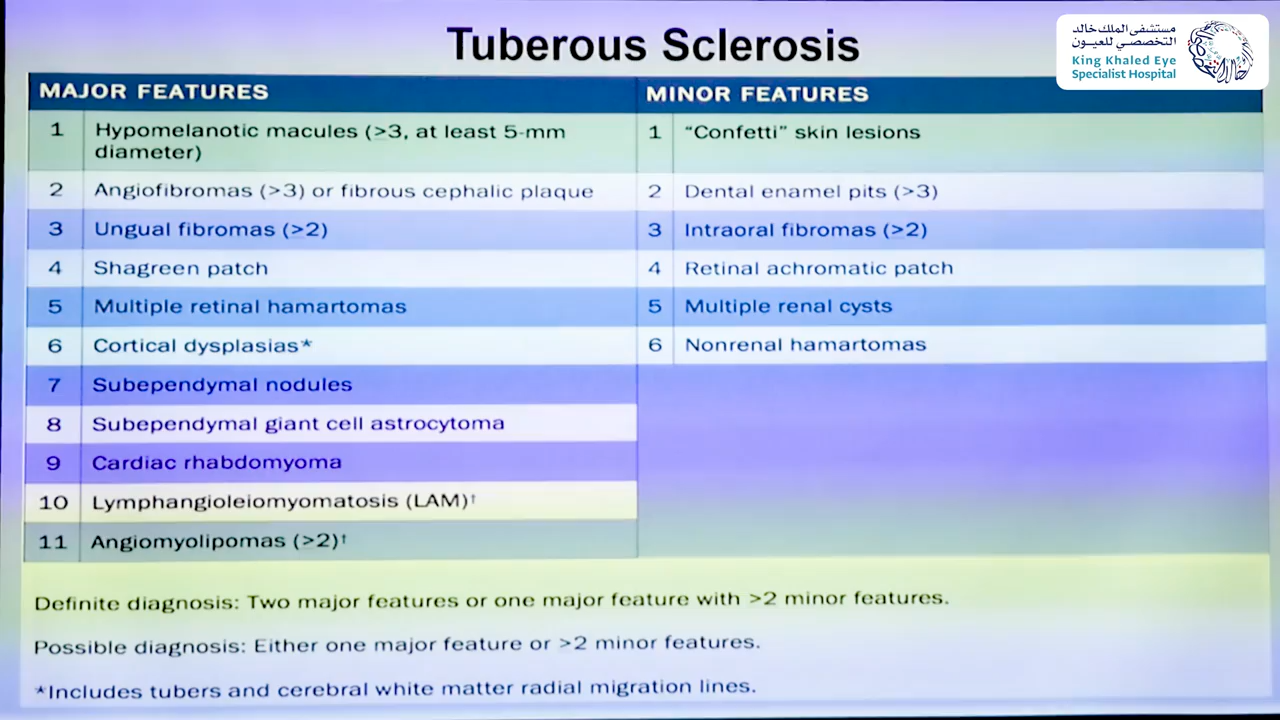 Tuberous Sclerosis
مستشفى الملك خالد
التخصصي للعيون
King Khaled Eye
Specialist Hospital
MAJOR FEATURES
1 Hypomelanotic macules (>3, at least 5-mm
diameter)
2 Angiofibromas (>3) or fibrous cephalic plaque
3 Ungual fibromas (>2)
4 Shagreen patch
5 Multiple retinal hamartomas
6 Cortical dysplasias*
7 Subependymal nodules
8 Subependymal giant cell astrocytoma
9 Cardiac rhabdomyoma
10 Lymphangioleiomyomatosis (LAM)†
11 Angiomyolipomas (>2)†
MINOR FEATURES
1 “Confetti” skin lesions
2 Dental enamel pits (>3)
3 Intraoral fibromas (>2)
4 Retinal achromatic patch
5 Multiple renal cysts
6 Nonrenal hamartomas
Definite diagnosis: Two major features or one major feature with >2 minor features.
Possible diagnosis: Either one major feature or >2 minor features.
*Includes tubers and cerebral white matter radial migration lines.